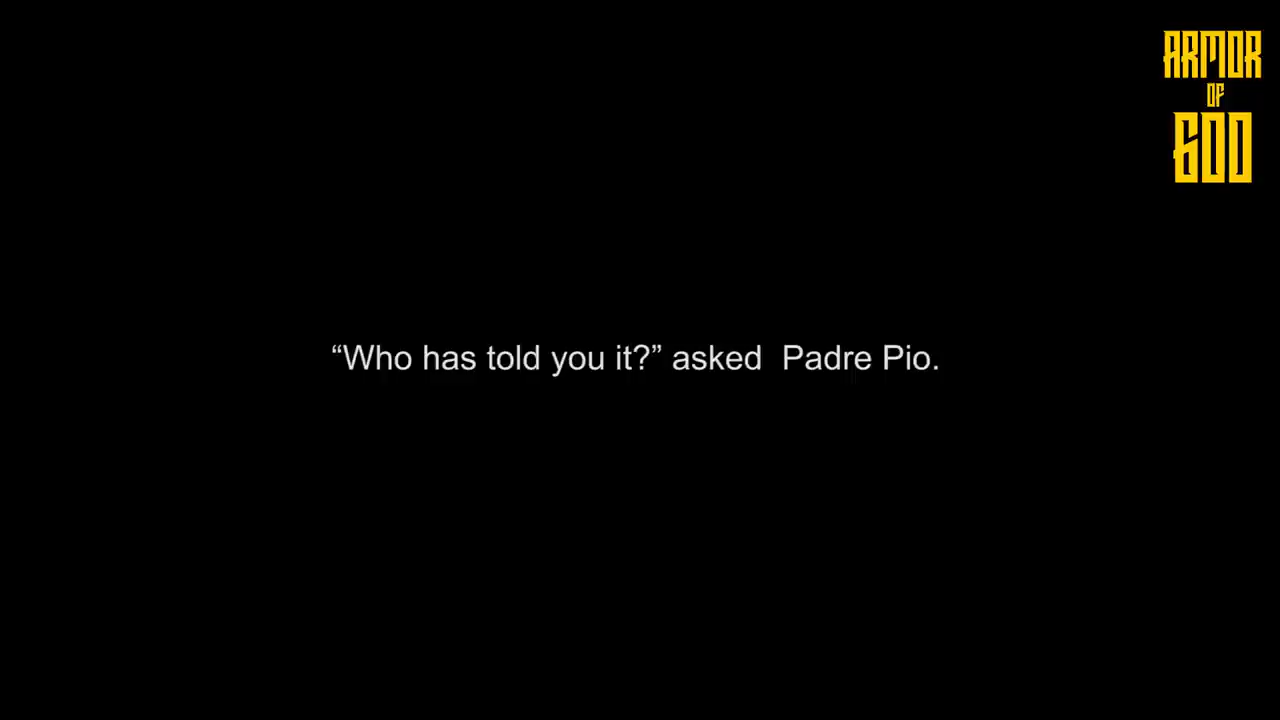 ARMOR
OF
GOD
“Who has told you it?” asked  Padre Pio.